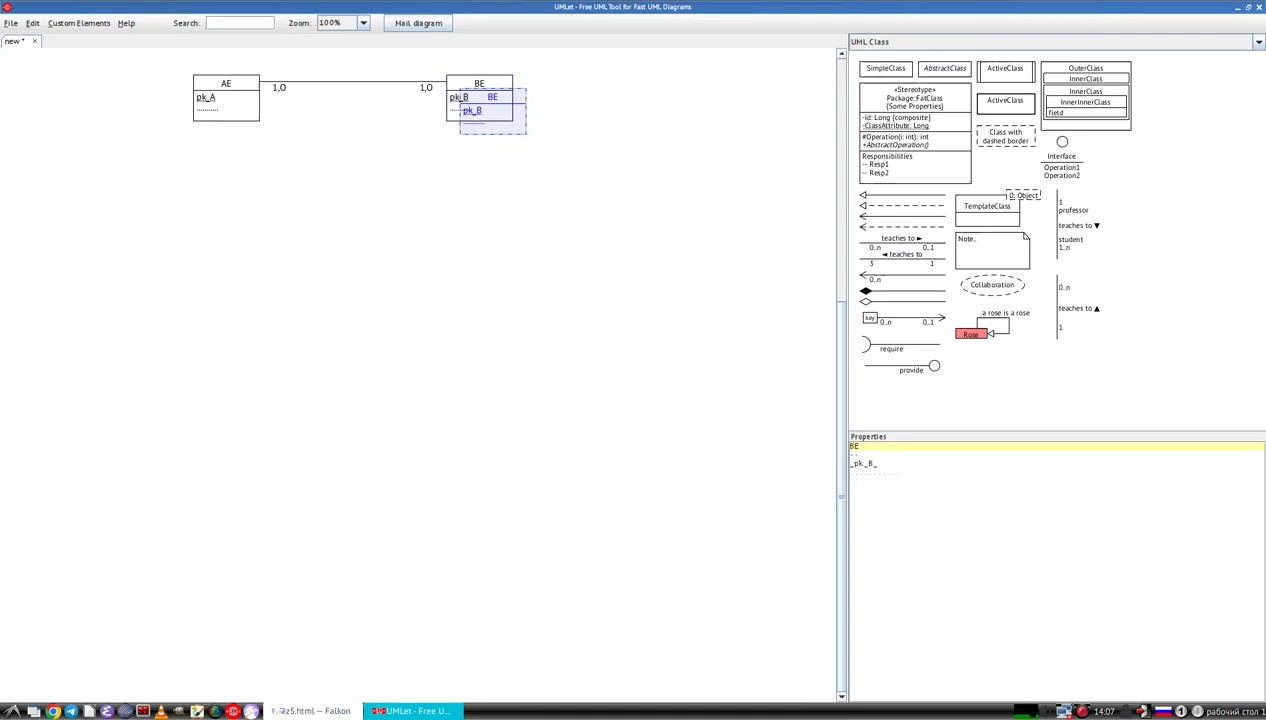 UMLet - Free UML Tool for Fast UML Diagrams
File Edit Custom Elements Help Search: Zoom: 100% Mail diagram
new *
UML Class
AE
pk_A
..........
1,0
1,0
BE
pk_B
BE
pk_B
..........
SimpleClass
AbstractClass
ActiveClass
OuterClass
InnerClass
InnerClass
InnerInnerClass
field
«Stereotype»
Package::FatClass
{Some Properties}
-id: Long {composite}
-ClassAttribute: Long
#Operation(i: int): int
+AbstractOperation()
Responsibilities
-- Resp1
-- Resp2
ActiveClass
Class with
dashed border
Interface
Operation1
Operation2
0: Object
TemplateClass
1
professor
teaches to ▼
student
1..n
teaches to ►
0..n 0..1
◄ teaches to
3 1
0..n
Note..
Collaboration
0..n
teaches to ▲
1
key
0..n 0..1
a rose is a rose
Rose
require
provide
Properties
BE
--
_pk_B_
...........
z5.html — Falkon
UMLet - Free U...
14:07
1
рабочий стол 1